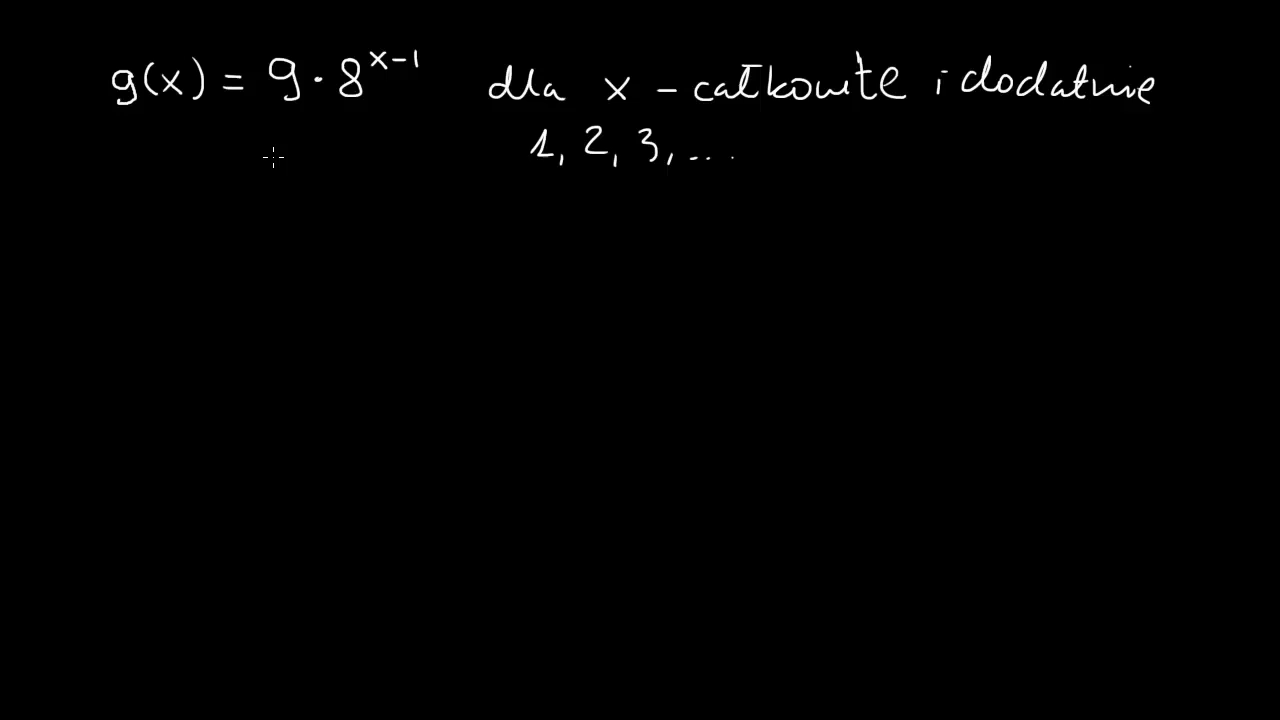 g(x) = 9 · 8^{x-1} dla x - całkowite i dodatnie
1, 2, 3, ....